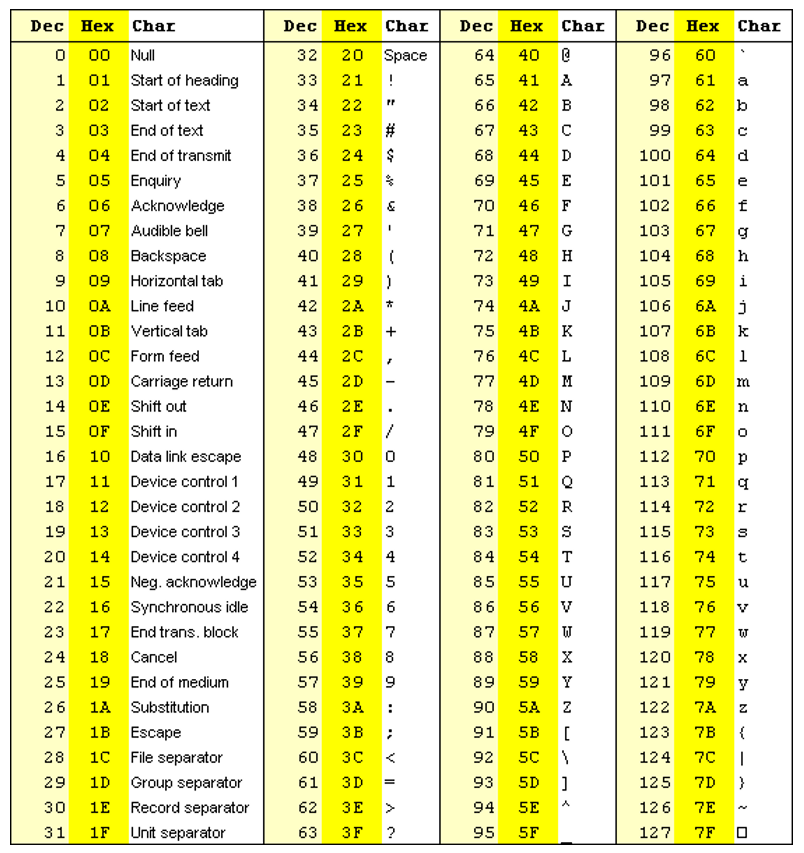 Dec Hex Char Dec Hex Char Dec Hex Char Dec Hex Char
0 00 Null 32 20 Space 64 40 @ 96 60 `
1 01 Start of heading 33 21 ! 65 41 A 97 61 a
2 02 Start of text 34 22 " 66 42 B 98 62 b
3 03 End of text 35 23 # 67 43 C 99 63 c
4 04 End of transmit 36 24 $ 68 44 D 100 64 d
5 05 Enquiry 37 25 % 69 45 E 101 65 e
6 06 Acknowledge 38 26 & 70 46 F 102 66 f
7 07 Audible bell 39 27 ' 71 47 G 103 67 g
8 08 Backspace 40 28 ( 72 48 H 104 68 h
9 09 Horizontal tab 41 29 ) 73 49 I 105 69 i
10 0A Line feed 42 2A * 74 4A J 106 6A j
11 0B Vertical tab 43 2B + 75 4B K 107 6B k
12 0C Form feed 44 2C , 76 4C L 108 6C l
13 0D Carriage return 45 2D - 77 4D M 109 6D m
14 0E Shift out 46 2E . 78 4E N 110 6E n
15 0F Shift in 47 2F / 79 4F O 111 6F o
16 10 Data link escape 48 30 0 80 50 P 112 70 p
17 11 Device control 1 49 31 1 81 51 Q 113 71 q
18 12 Device control 2 50 32 2 82 52 R 114 72 r
19 13 Device control 3 51 33 3 83 53 S 115 73 s
20 14 Device control 4 52 34 4 84 54 T 116 74 t
21 15 Neg. acknowledge 53 35 5 85 55 U 117 75 u
22 16 Synchronous idle 54 36 6 86 56 V 118 76 v
23 17 End trans. block 55 37 7 87 57 W 119 77 w
24 18 Cancel 56 38 8 88 58 X 120 78 x
25 19 End of medium 57 39 9 89 59 Y 121 79 y
26 1A Substitution 58 3A : 90 5A Z 122 7A z
27 1B Escape 59 3B ; 91 5B [ 123 7B {
28 1C File separator 60 3C < 92 5C \ 124 7C |
29 1D Group separator 61 3D = 93 5D ] 125 7D }
30 1E Record separator 62 3E > 94 5E ^ 126 7E ~
31 1F Unit separator 63 3F ? 95 5F _ 127 7F □